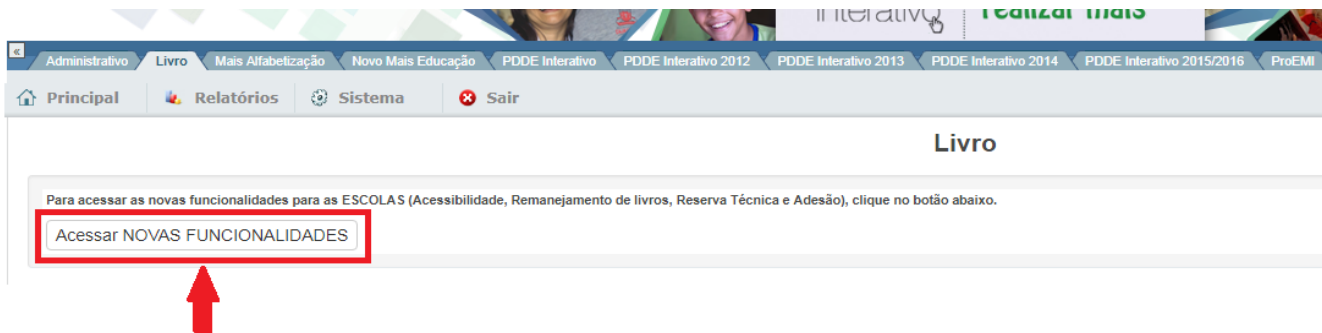 interativo realizar mais
« Administrativo Livro Mais Alfabetização Novo Mais Educação PDDE Interativo PDDE Interativo 2012 PDDE Interativo 2013 PDDE Interativo 2014 PDDE Interativo 2015/2016 ProEMI
Principal Relatórios Sistema Sair
Livro
Para acessar as novas funcionalidades para as ESCOLAS (Acessibilidade, Remanejamento de livros, Reserva Técnica e Adesão), clique no botão abaixo.
Acessar NOVAS FUNCIONALIDADES